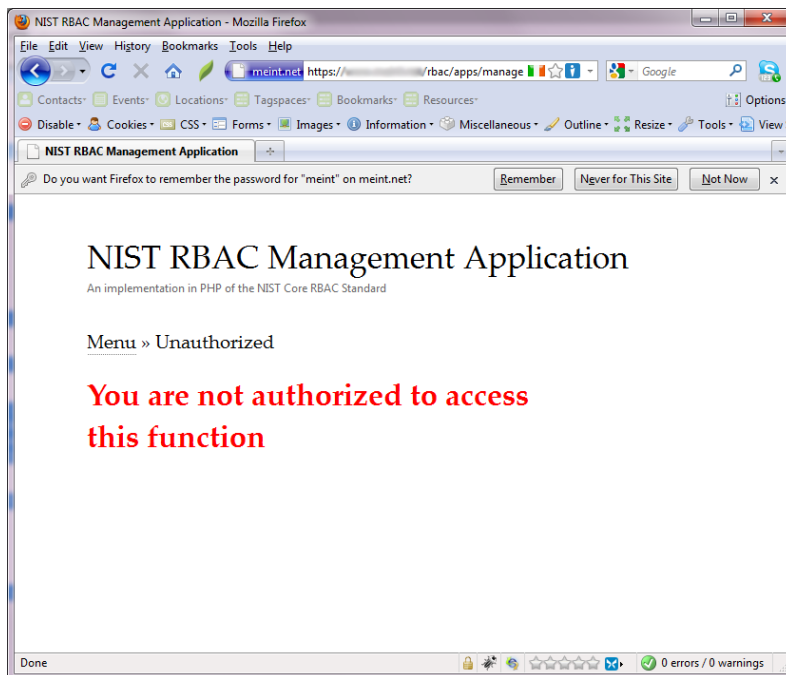 NIST RBAC Management Application - Mozilla Firefox
File Edit View History Bookmarks Tools Help
meint.net https:// /rbac/apps/manage Google
Contacts Events Locations Tagspaces Bookmarks Resources Options
Disable Cookies CSS Forms Images Information Miscellaneous Outline Resize Tools View
NIST RBAC Management Application
Do you want Firefox to remember the password for "meint" on meint.net? Remember Never for This Site Not Now x
NIST RBAC Management Application
An implementation in PHP of the NIST Core RBAC Standard
Menu » Unauthorized
You are not authorized to access
this function
Done 0 errors / 0 warnings